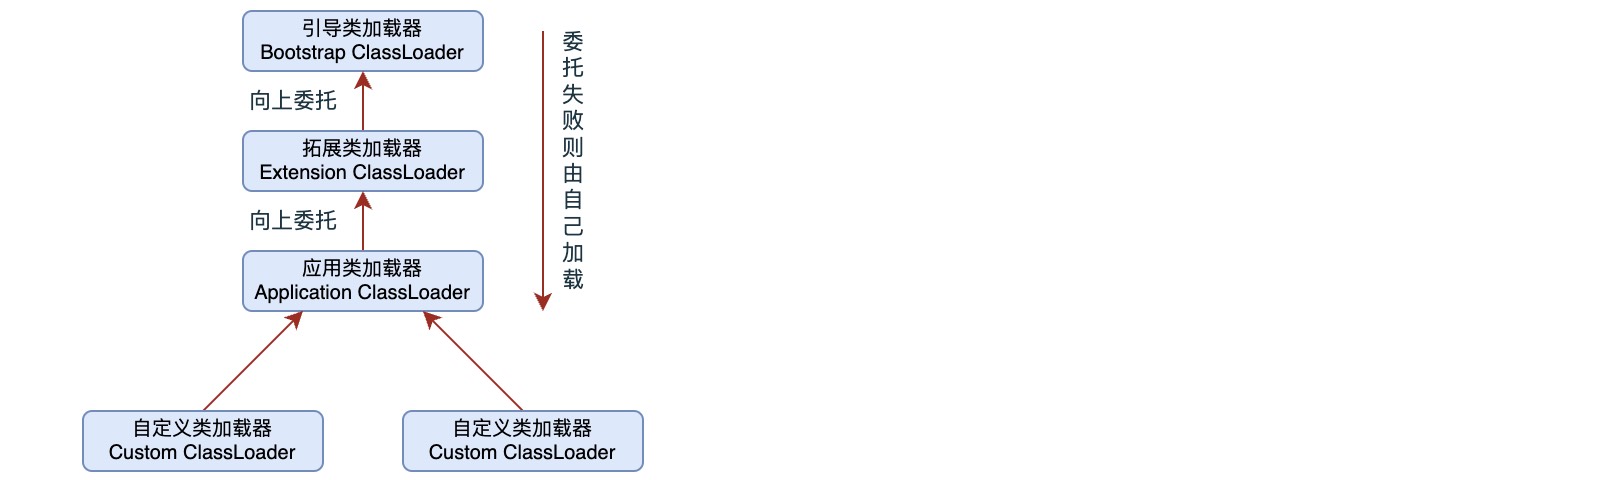 引导类加载器
Bootstrap ClassLoader
向上委托
拓展类加载器
Extension ClassLoader
向上委托
应用类加载器
Application ClassLoader
委托失败则由自己加载
自定义类加载器
Custom ClassLoader
自定义类加载器
Custom ClassLoader